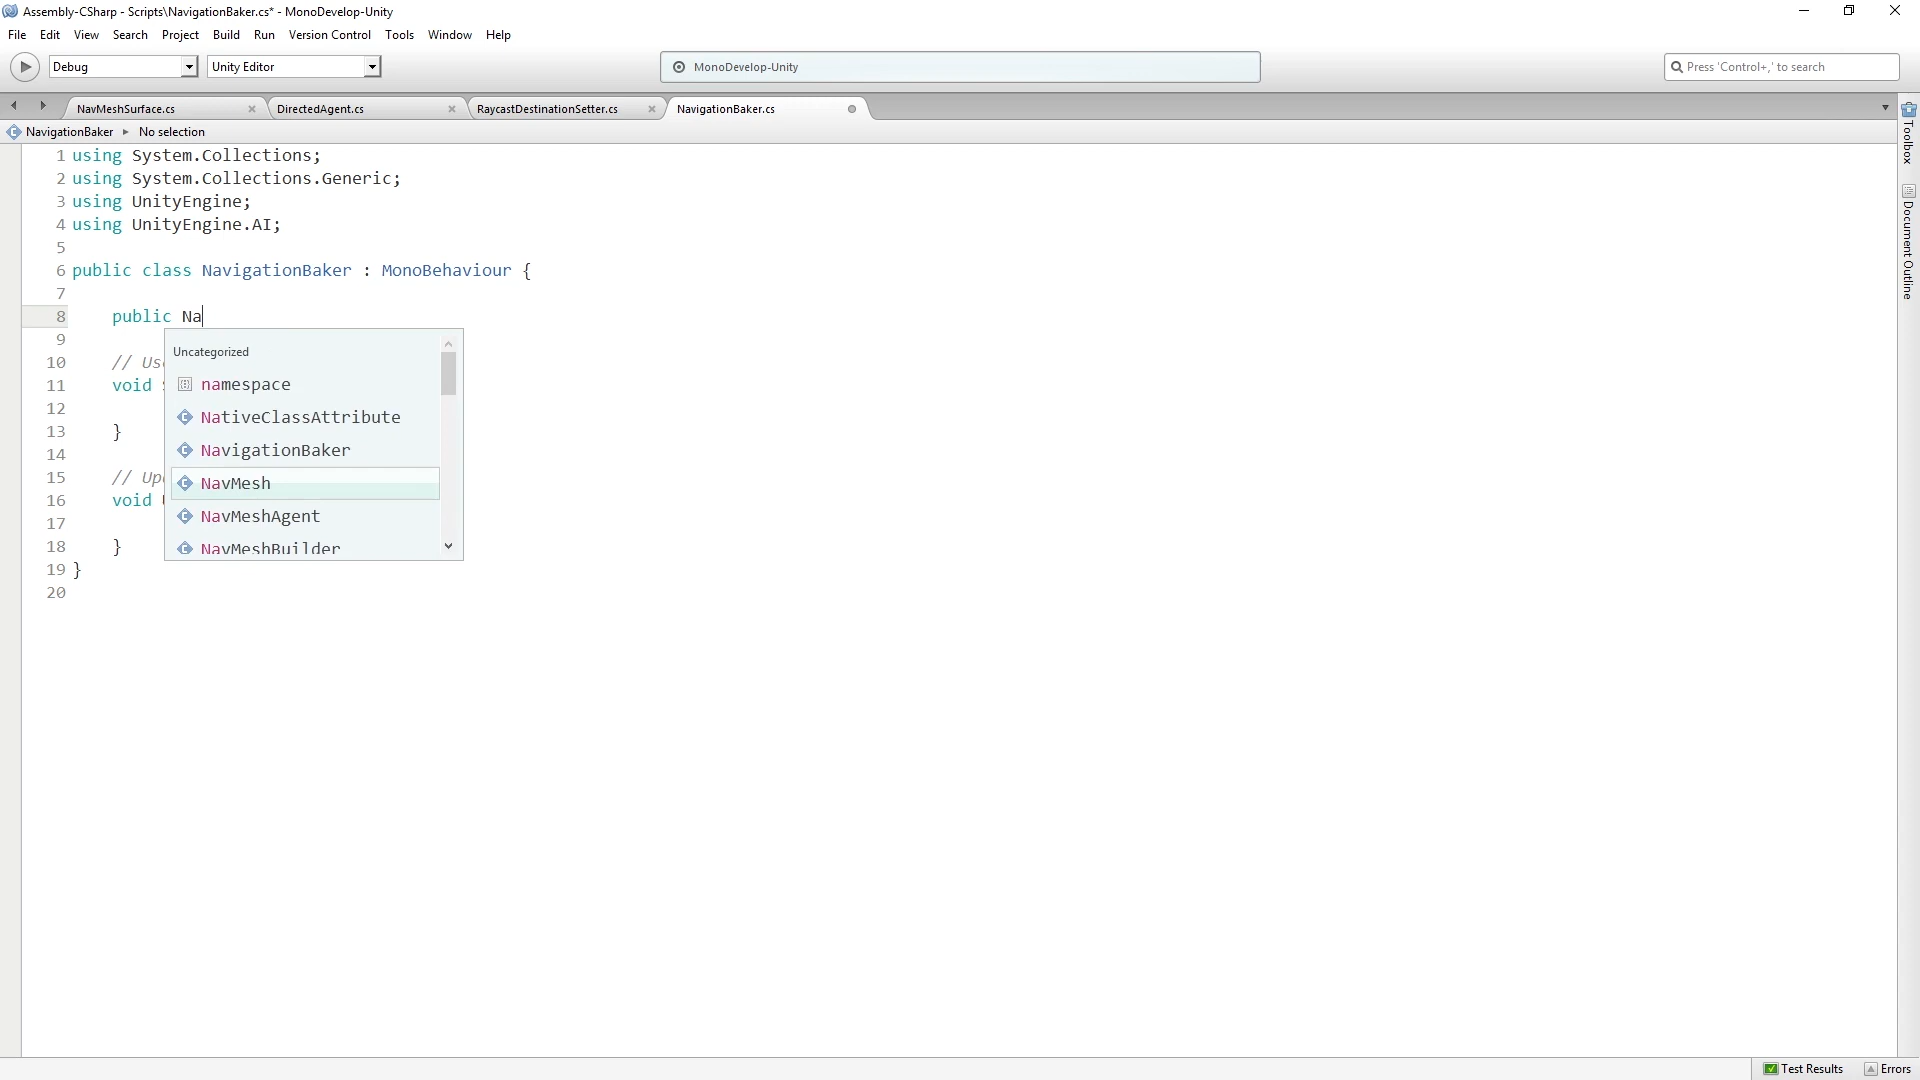 Assembly-CSharp - Scripts\NavigationBaker.cs* - MonoDevelop-Unity
File Edit View Search Project Build Run Version Control Tools Window Help
Debug Unity Editor MonoDevelop-Unity Press 'Control+,' to search
NavMeshSurface.cs DirectedAgent.cs RaycastDestinationSetter.cs NavigationBaker.cs
NavigationBaker No selection
Toolbox
Document Outline
1 using System.Collections;
2 using System.Collections.Generic;
3 using UnityEngine;
4 using UnityEngine.AI;
5
6 public class NavigationBaker : MonoBehaviour {
7
8 public Na
9
10 // Us
11 void
12
13 }
14
15 // Up
16 void
17
18 }
19 }
20
Uncategorized
namespace
NativeClassAttribute
NavigationBaker
NavMesh
NavMeshAgent
NavMeshBuilder
Test Results Errors